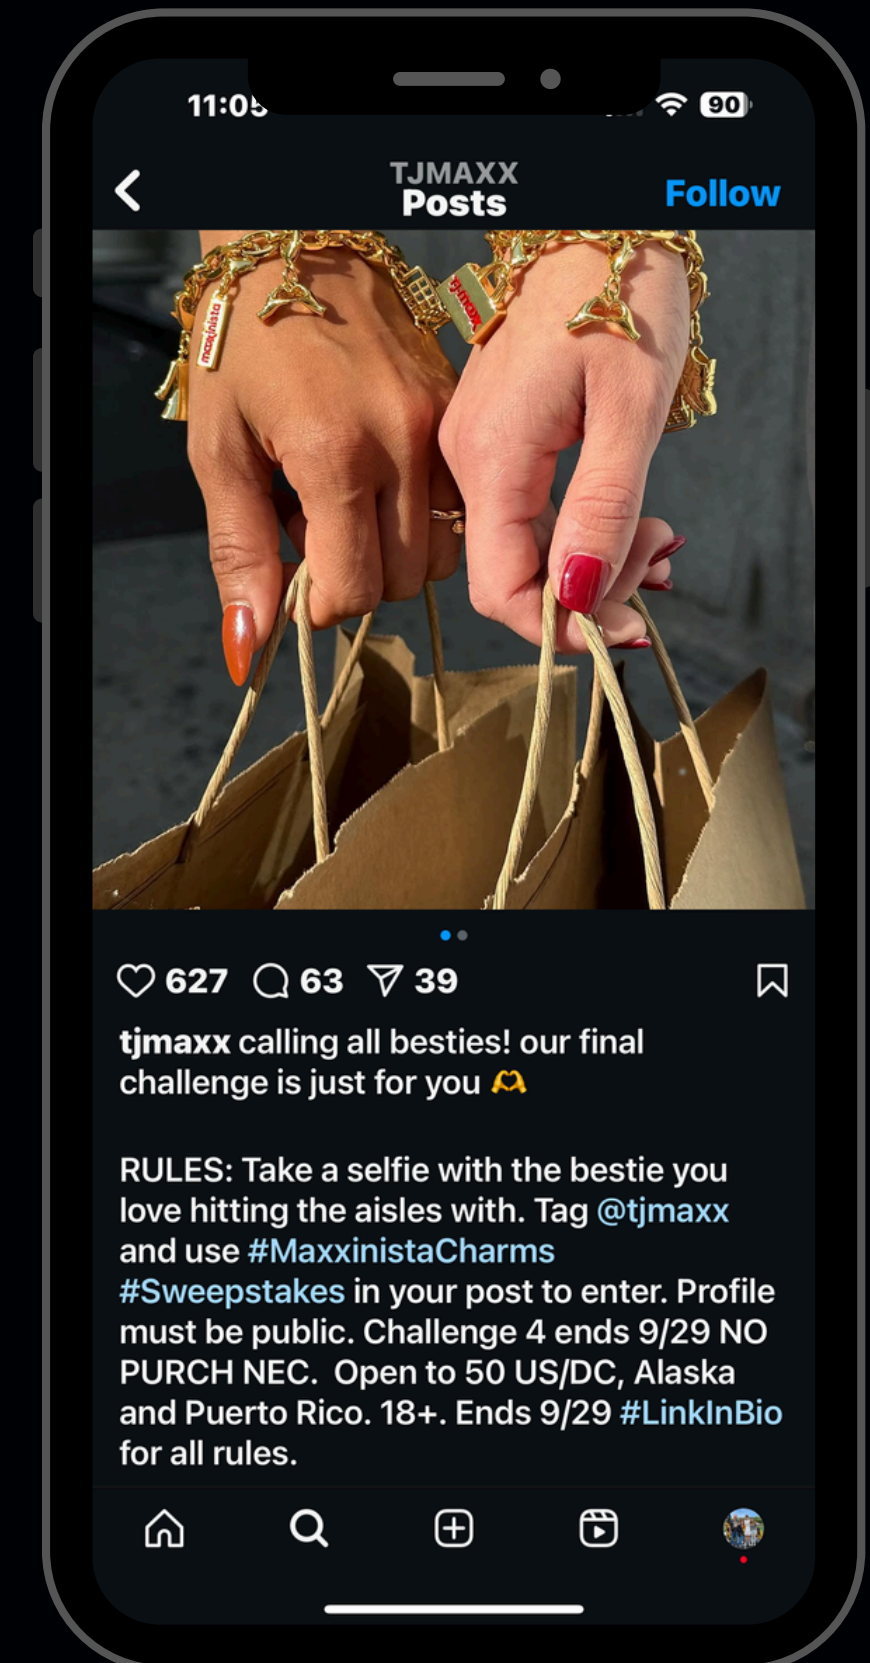 11:05
90
TJMAXX
Posts
Follow
maxxinista
tjmaxx
627 63 39
tjmaxx calling all besties! our final
challenge is just for you 🫶
RULES: Take a selfie with the bestie you
love hitting the aisles with. Tag @tjmaxx
and use #MaxxinistaCharms
#Sweepstakes in your post to enter. Profile
must be public. Challenge 4 ends 9/29 NO
PURCH NEC.  Open to 50 US/DC, Alaska
and Puerto Rico. 18+. Ends 9/29 #LinkInBio
for all rules.